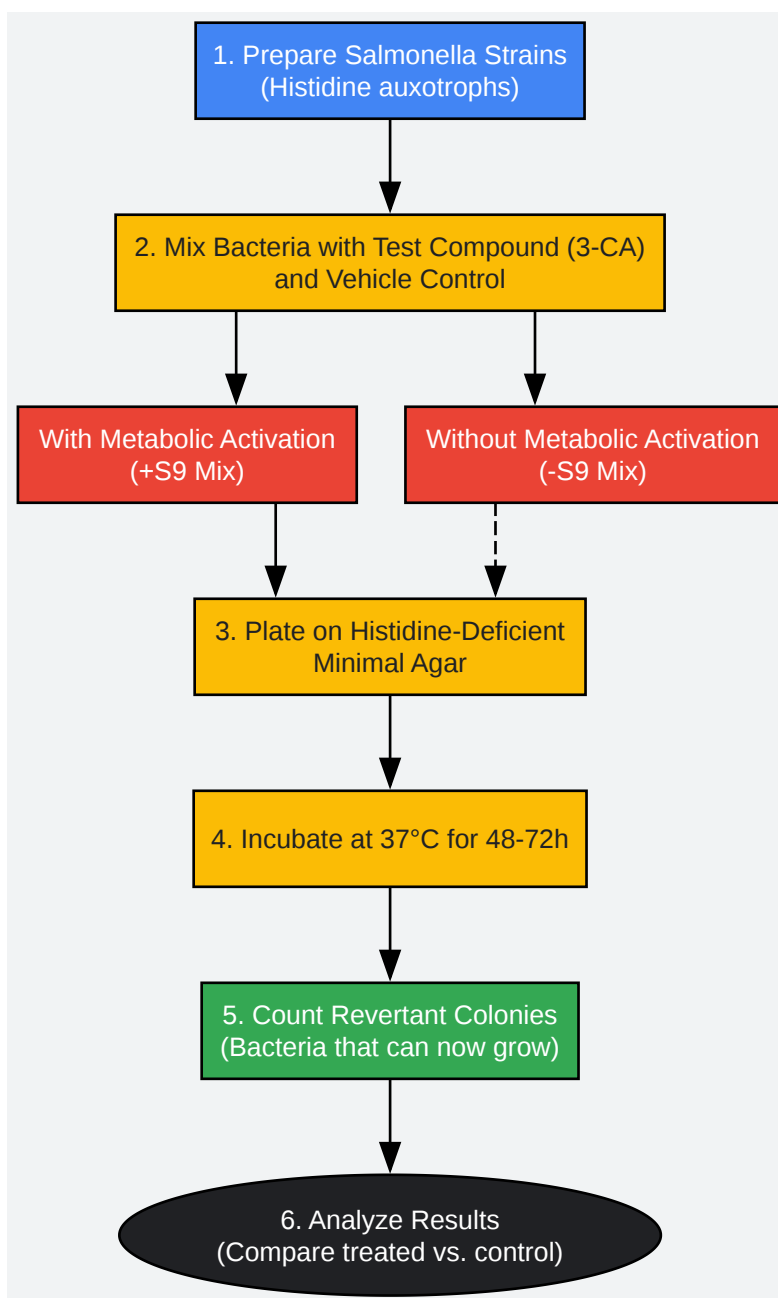 1. Prepare Salmonella Strains
(Histidine auxotrophs)
2. Mix Bacteria with Test Compound (3-CA)
and Vehicle Control
With Metabolic Activation
(+S9 Mix)
Without Metabolic Activation
(-S9 Mix)
3. Plate on Histidine-Deficient
Minimal Agar
4. Incubate at 37°C for 48-72h
5. Count Revertant Colonies
(Bacteria that can now grow)
6. Analyze Results
(Compare treated vs. control)